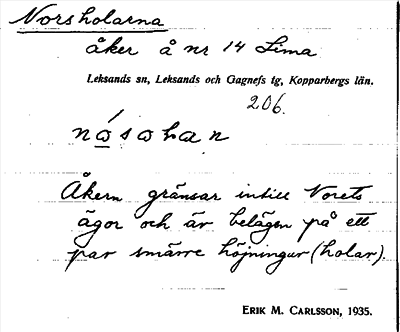 Norsholarna
åker å nr 14 Lima
Leksands sn, Leksands och Gagnefs tg, Kopparbergs län.
206.
Åkern gränsar intill Norets
ägor och är belägen på ett
par smärre höjningar (holar).
ERIK M. CARLSSON, 1935.